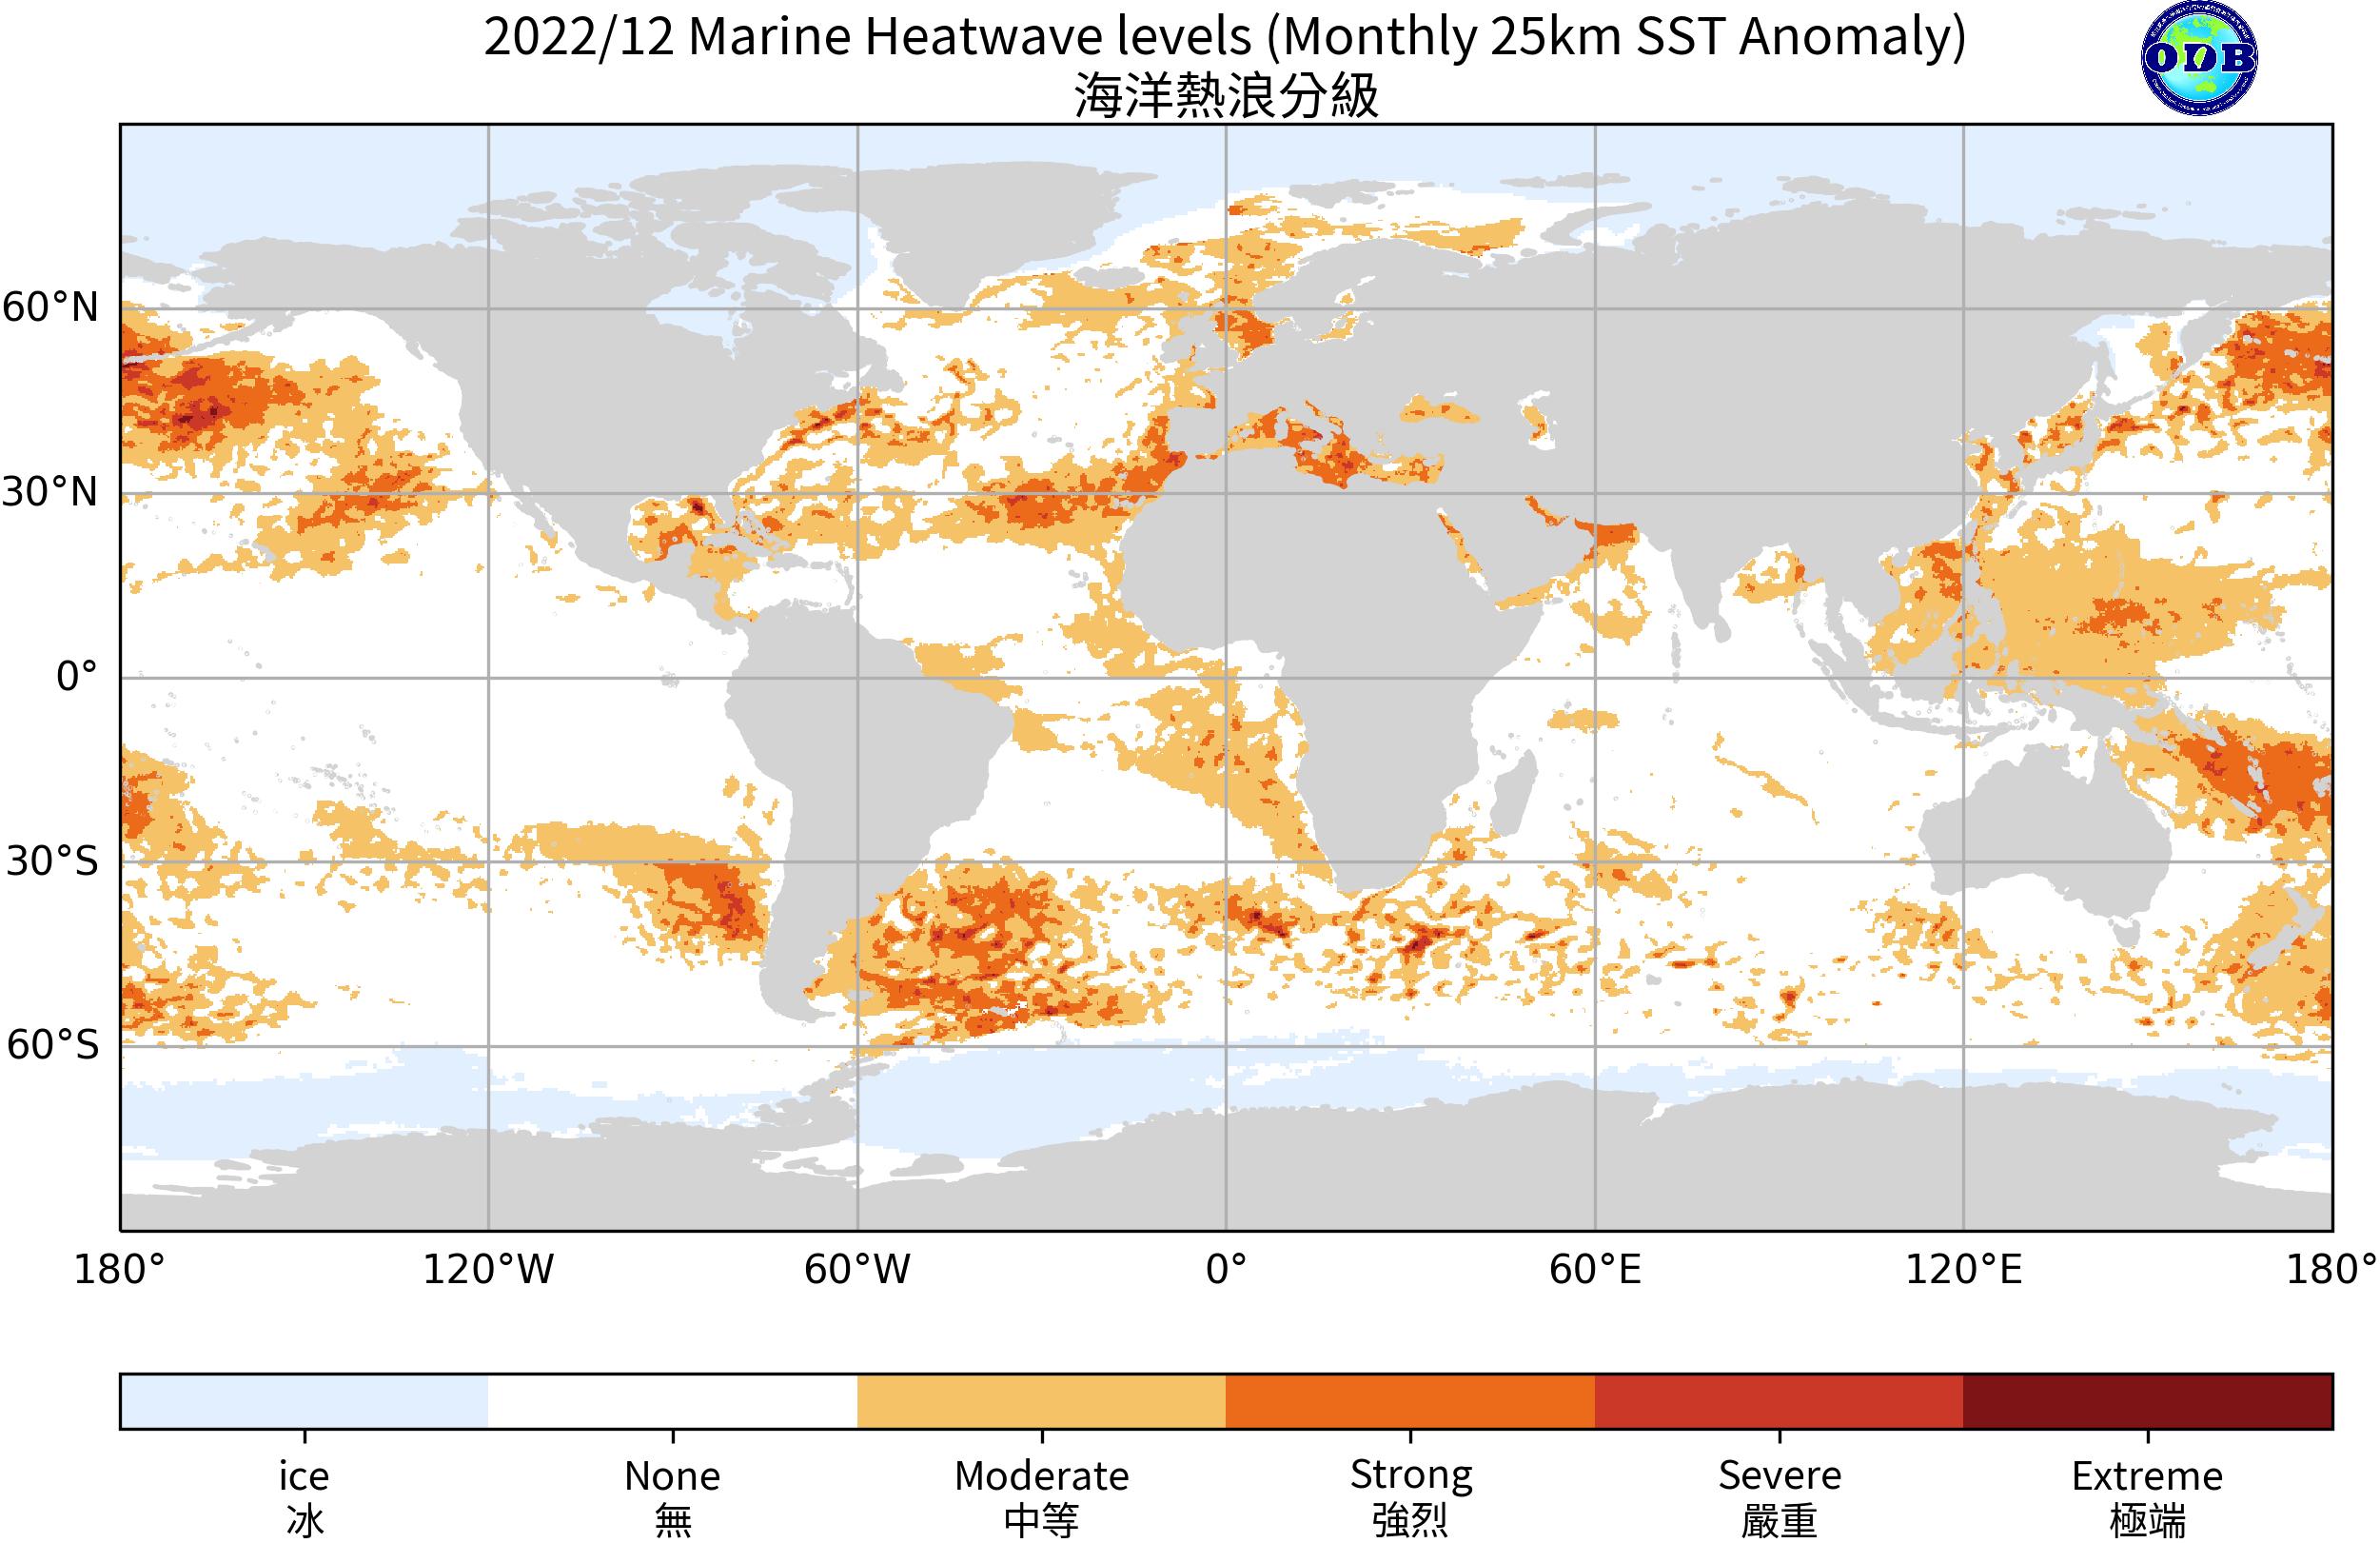 2022/12 Marine Heatwave levels (Monthly 25km SST Anomaly)
海洋熱浪分級
ODB
60°N
30°N
0°
30°S
60°S
180° 120°W 60°W 0° 60°E 120°E 180°
ice None Moderate Strong Severe Extreme
冰 無 中等 強烈 嚴重 極端